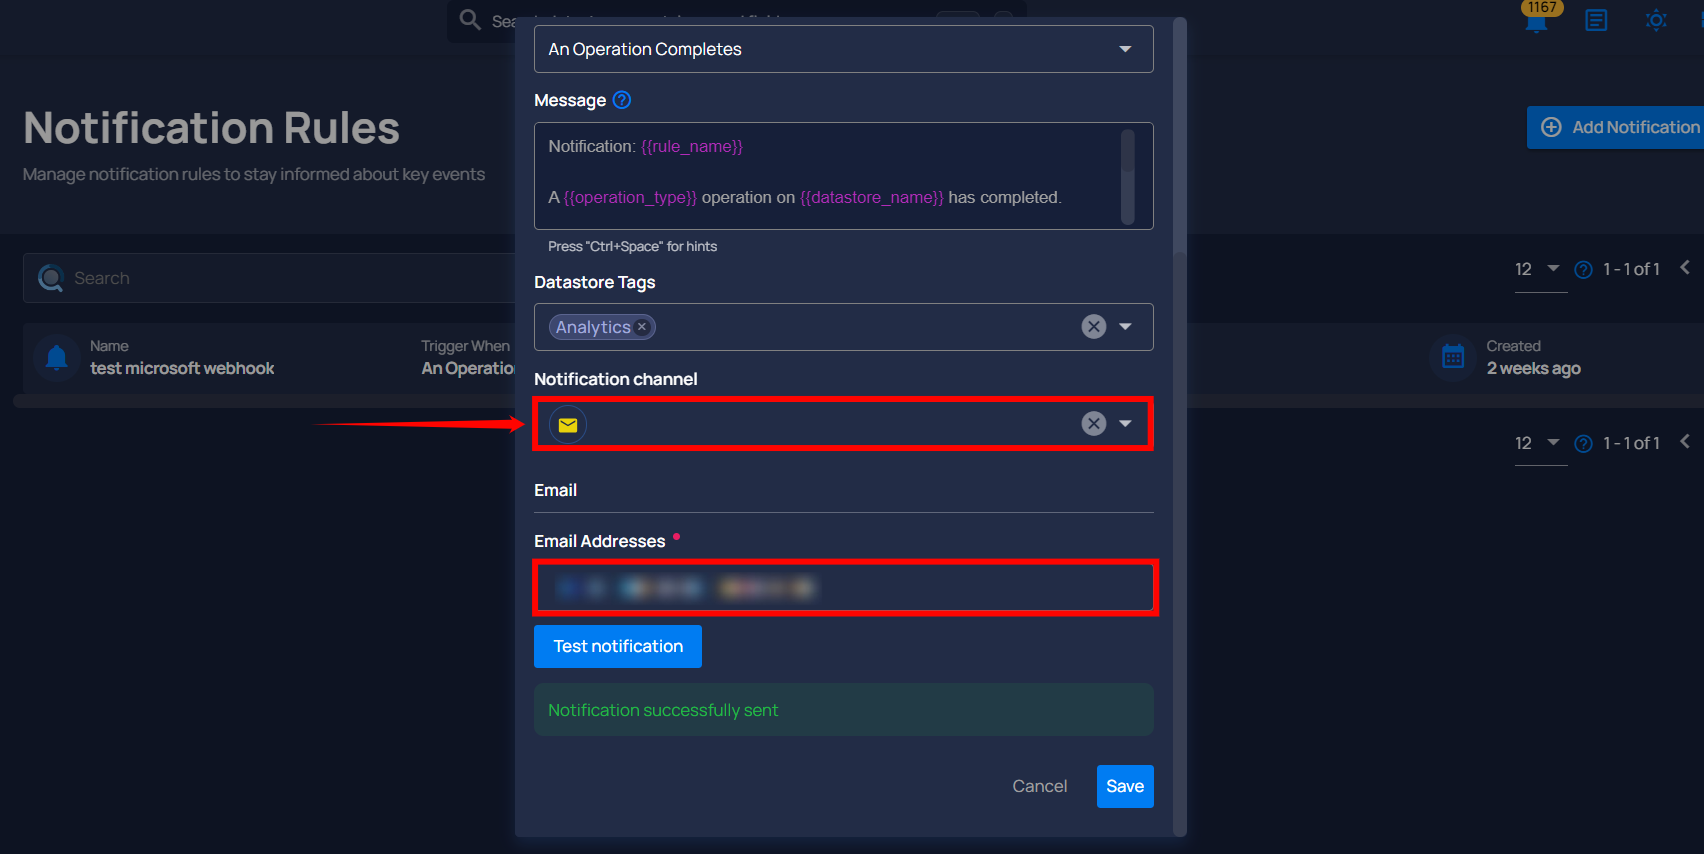 1167
An Operation Completes
Message
Notification Rules
Add Notification
Notification: {{rule_name}}
Manage notification rules to stay informed about key events
A {{operation_type}} operation on {{datastore_name}} has completed.
Press "Ctrl+Space" for hints
Search
12
1 - 1 of 1
Datastore Tags
Analytics
Name
test microsoft webhook
Trigger When
An Operatio
Created
2 weeks ago
Notification channel
12
1 - 1 of 1
Email
Email Addresses
Test notification
Notification successfully sent
Cancel
Save